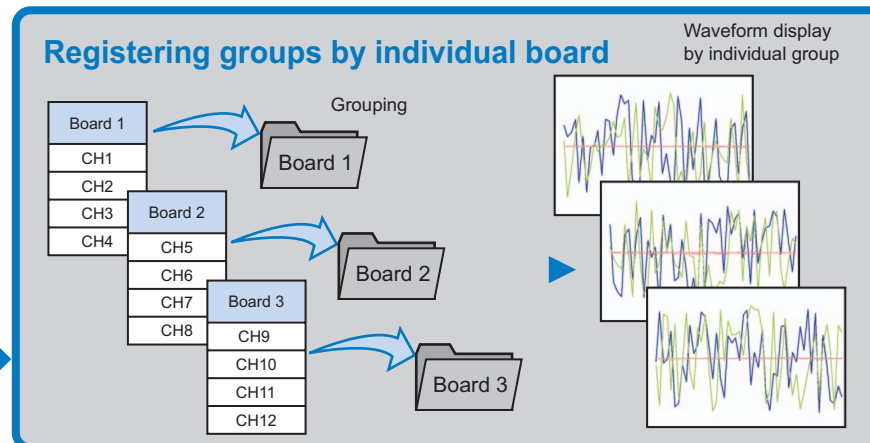 Registering groups by individual board
Waveform display
by individual group
Grouping
Board 1
CH1
CH2
CH3
CH4
Board 1
Board 2
CH5
CH6
CH7
CH8
Board 2
Board 3
CH9
CH10
CH11
CH12
Board 3